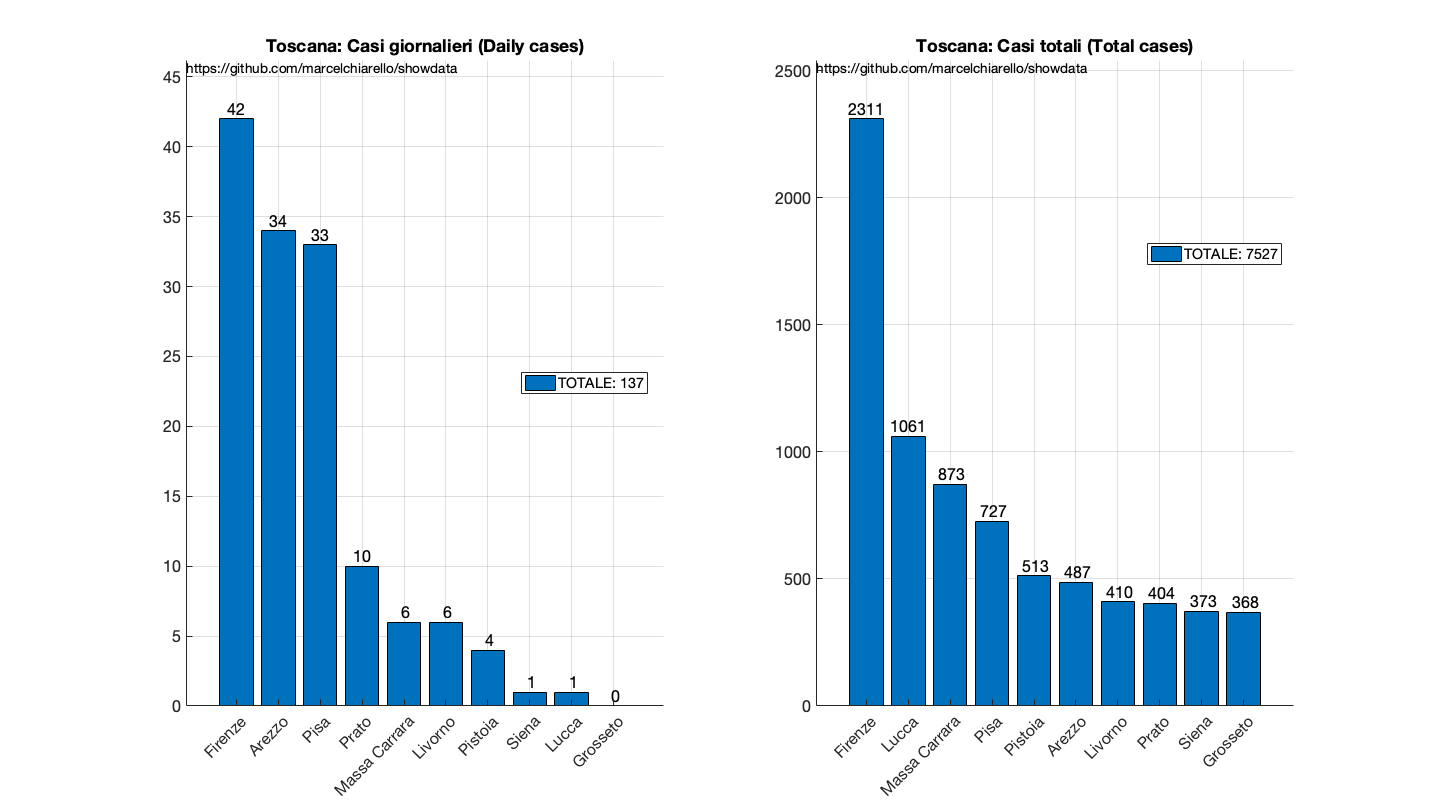 Toscana: Casi giornalieri (Daily cases)
https://github.com/marcelchiarello/showdata
45
40
35
30
25
20
15
10
5
0
42
34
33
10
6
6
4
1
1
0
TOTALE: 137
Firenze
Arezzo
Pisa
Prato
Massa Carrara
Livorno
Pistoia
Siena
Lucca
Grosseto
Toscana: Casi totali (Total cases)
https://github.com/marcelchiarello/showdata
2500
2000
1500
1000
500
0
2311
1061
873
727
513
487
410
404
373
368
TOTALE: 7527
Firenze
Lucca
Massa Carrara
Pisa
Pistoia
Arezzo
Livorno
Prato
Siena
Grosseto